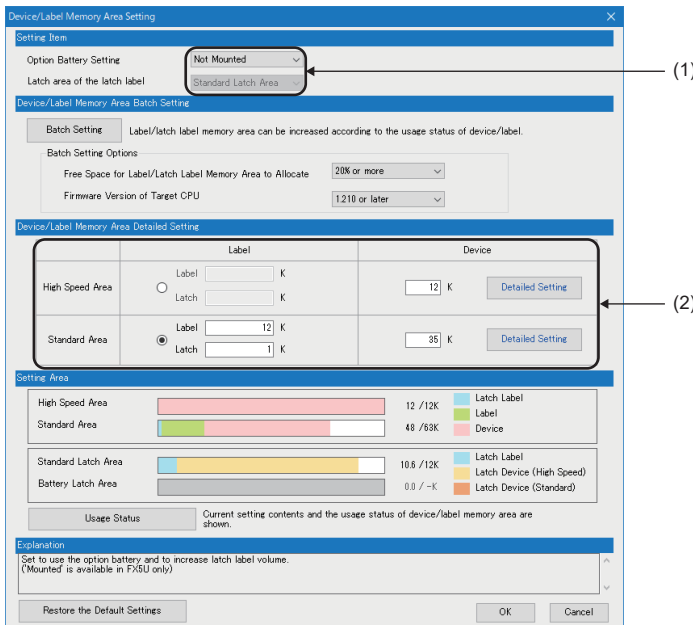 Device/Label Memory Area Setting
Setting Item
Option Battery Setting Not Mounted
(1)
Latch area of the latch label Standard Latch Area
Device/Label Memory Area Batch Setting
Batch Setting Label/latch label memory area can be increased according to the usage status of device/label.
Batch Setting Options
Free Space for Label/Latch Label Memory Area to Allocate 20% or more
Firmware Version of Target CPU 1.210 or later
Device/Label Memory Area Detailed Setting
Label Device
High Speed Area Label K 12 K Detailed Setting
Latch K
(2)
Standard Area Label 12 K 35 K Detailed Setting
Latch 1 K
Setting Area
High Speed Area 12 /12K Latch Label
Label
Standard Area 48 /63K Device
Standard Latch Area 10.6 /12K Latch Label
Latch Device (High Speed)
Battery Latch Area 0.0 / -K Latch Device (Standard)
Usage Status Current setting contents and the usage status of device/label memory area are
shown.
Explanation
Set to use the option battery and to increase latch label volume.
('Mounted' is available in FX5U only)
Restore the Default Settings OK Cancel